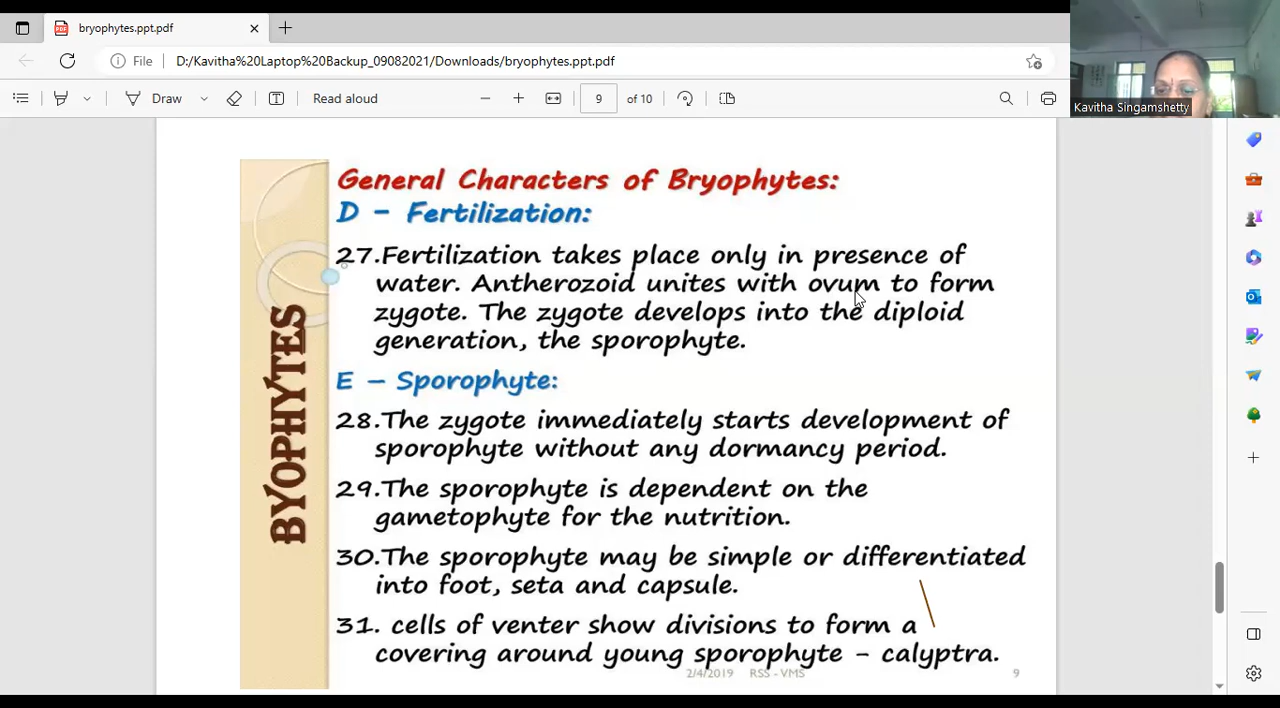 bryophytes.ppt.pdf
File D:/Kavitha%20Laptop%20Backup_09082021/Downloads/bryophytes.ppt.pdf
Draw Read aloud 9 of 10
Kavitha Singamshetty
BYOPHYTES
General Characters of Bryophytes:
D - Fertilization:
27.Fertilization takes place only in presence of
water. Antherozoid unites with ovum to form
zygote. The zygote develops into the diploid
generation, the sporophyte.
E – Sporophyte:
28.The zygote immediately starts development of
sporophyte without any dormancy period.
29.The sporophyte is dependent on the
gametophyte for the nutrition.
30.The sporophyte may be simple or differentiated
into foot, seta and capsule.
31. cells of venter show divisions to form a
covering around young sporophyte - calyptra.
2/4/2019 RSS - VMS 9